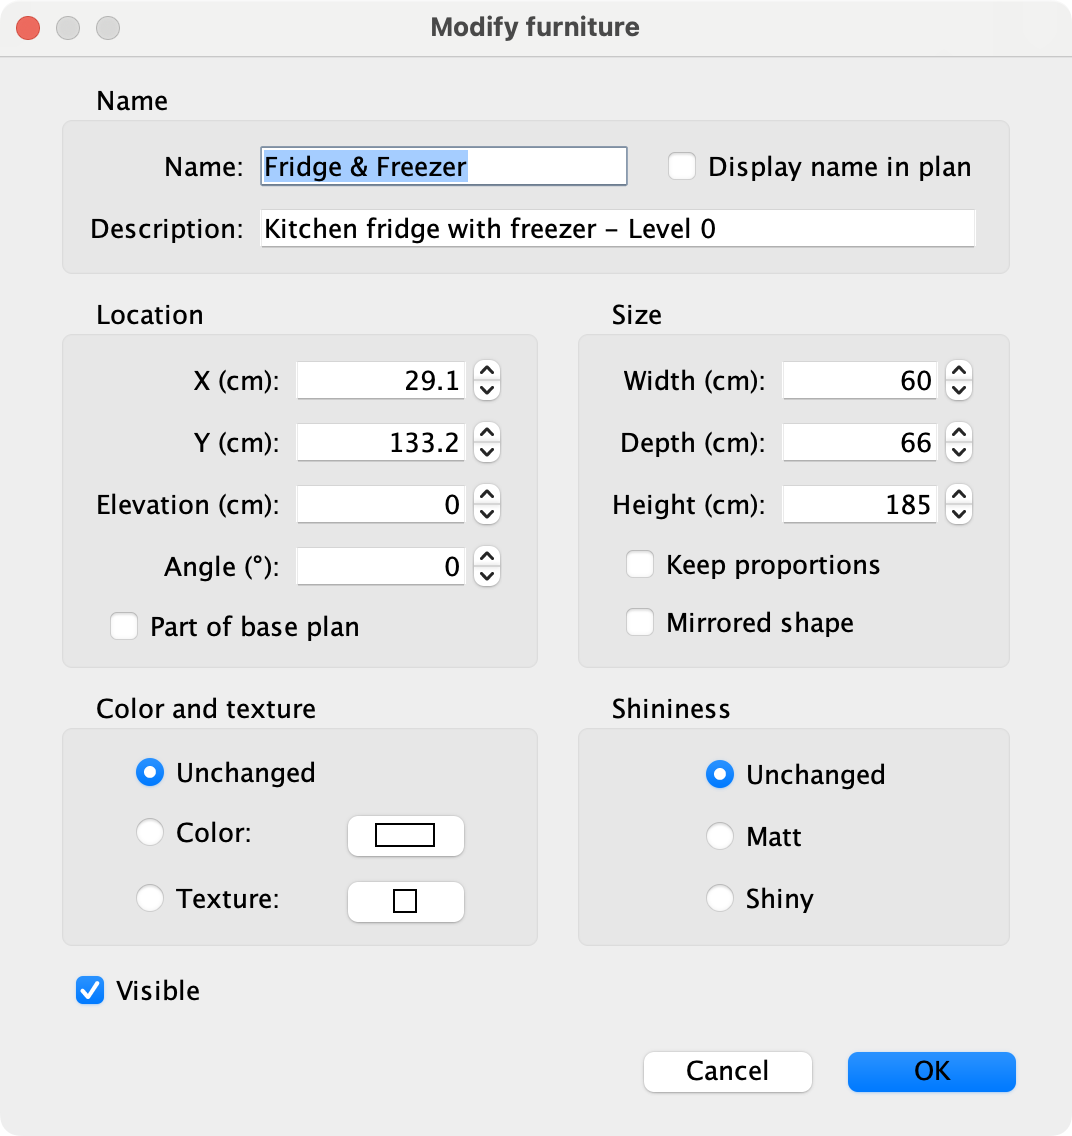 Modify furniture
Name
Name: Fridge & Freezer Display name in plan
Description: Kitchen fridge with freezer – Level 0
Location
X (cm): 29.1
Y (cm): 133.2
Elevation (cm): 0
Angle (°): 0
Part of base plan
Size
Width (cm): 60
Depth (cm): 66
Height (cm): 185
Keep proportions
Mirrored shape
Color and texture
Unchanged
Color:
Texture:
Shininess
Unchanged
Matt
Shiny
Visible
Cancel OK